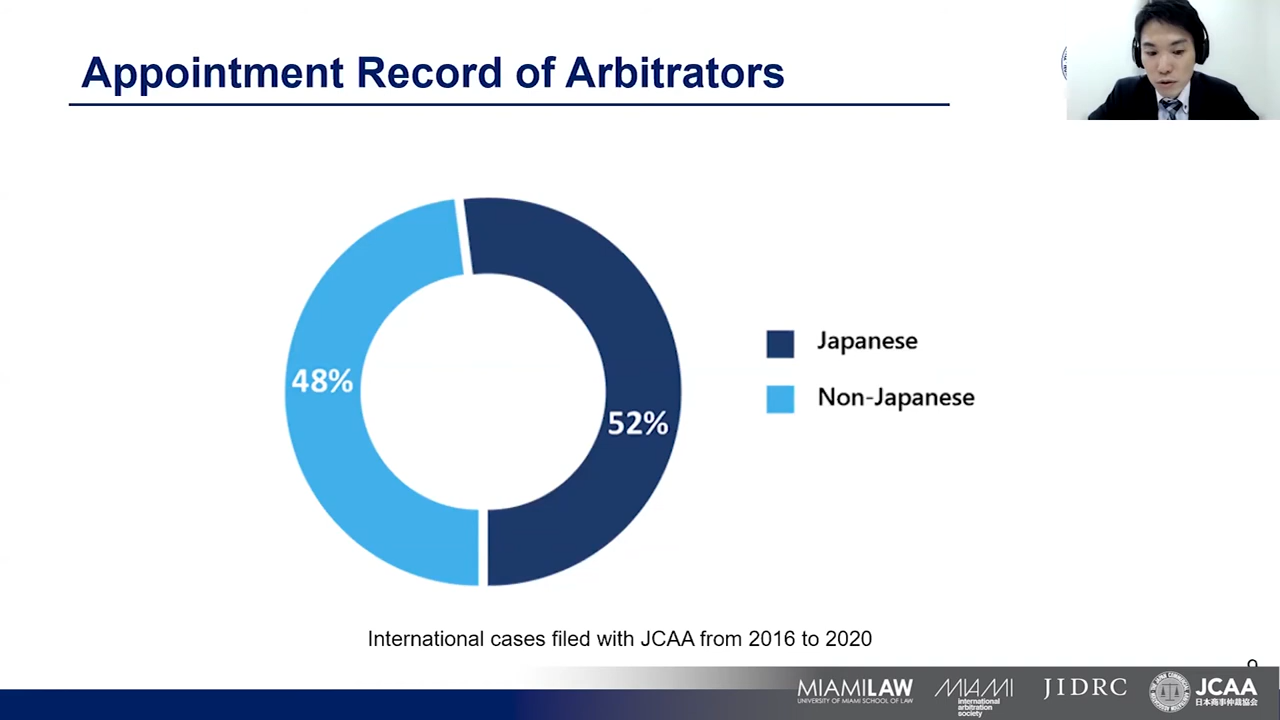 Appointment Record of Arbitrators
48%
52%
Japanese
Non-Japanese
International cases filed with JCAA from 2016 to 2020
MIAMILAW
UNIVERSITY OF MIAMI SCHOOL OF LAW
MIAMI
international
arbitration
society
JIDRC
JCAA
日本商事仲裁協会